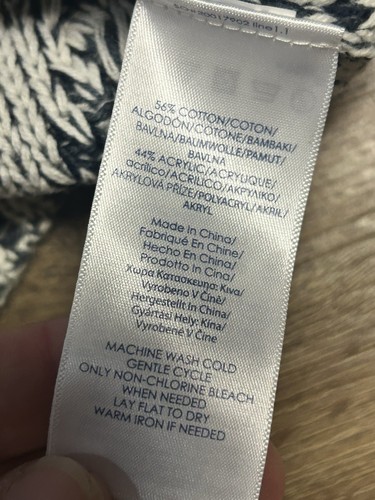 56% COTTON/COTON/
ALGODÓN/COTONE/BAMBAKI/
BAVLNA/BAUMWOLLE/PAMUT/
BAVLNA
44% ACRYLIC/ACRYLIQUE/
acrílico/ACRILICO/ΑΚΡΥΛΙΚΟ/
AKRYLOVÁ PŘÍZE/POLYACRYL/AKRIL/
AKRYL
Made In China/
Fabriqué En Chine/
Hecho En China/
Prodotto In Cina/
Χωρα Κατασκευης: Κινα/
Vyrobeno V Číně/
Hergestellt In China/
Gyártási Hely: Kína/
Vyrobené V Číne
MACHINE WASH COLD
GENTLE CYCLE
ONLY NON-CHLORINE BLEACH
WHEN NEEDED
LAY FLAT TO DRY
WARM IRON IF NEEDED